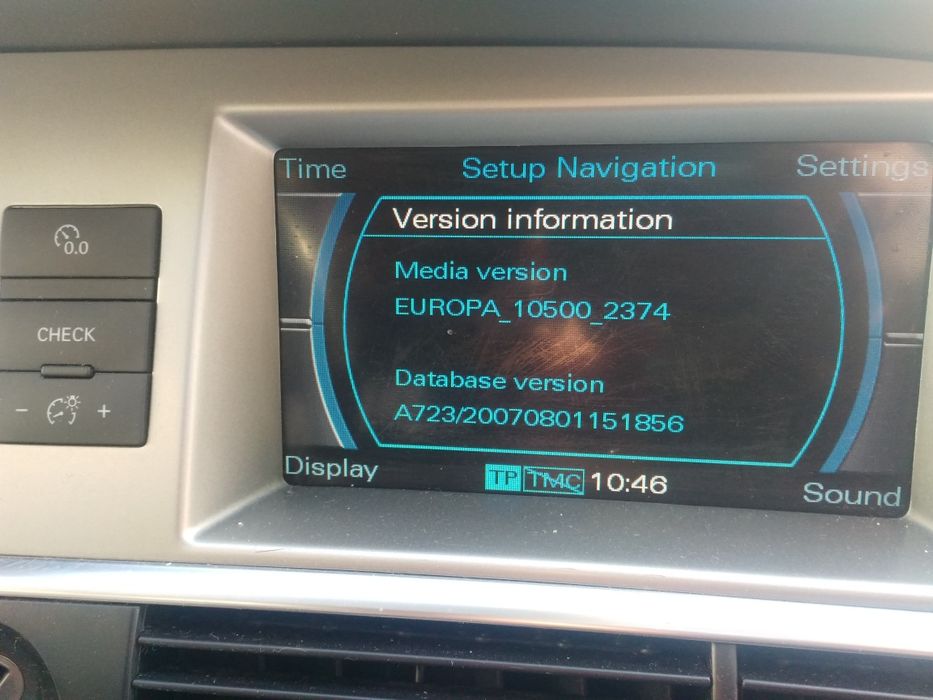 Time
Setup Navigation
Settings
Version information
Media version
EUROPA_10500_2374
Database version
A723/20070801151856
Display
TP TMC 10:46
Sound
0.0
CHECK
- +